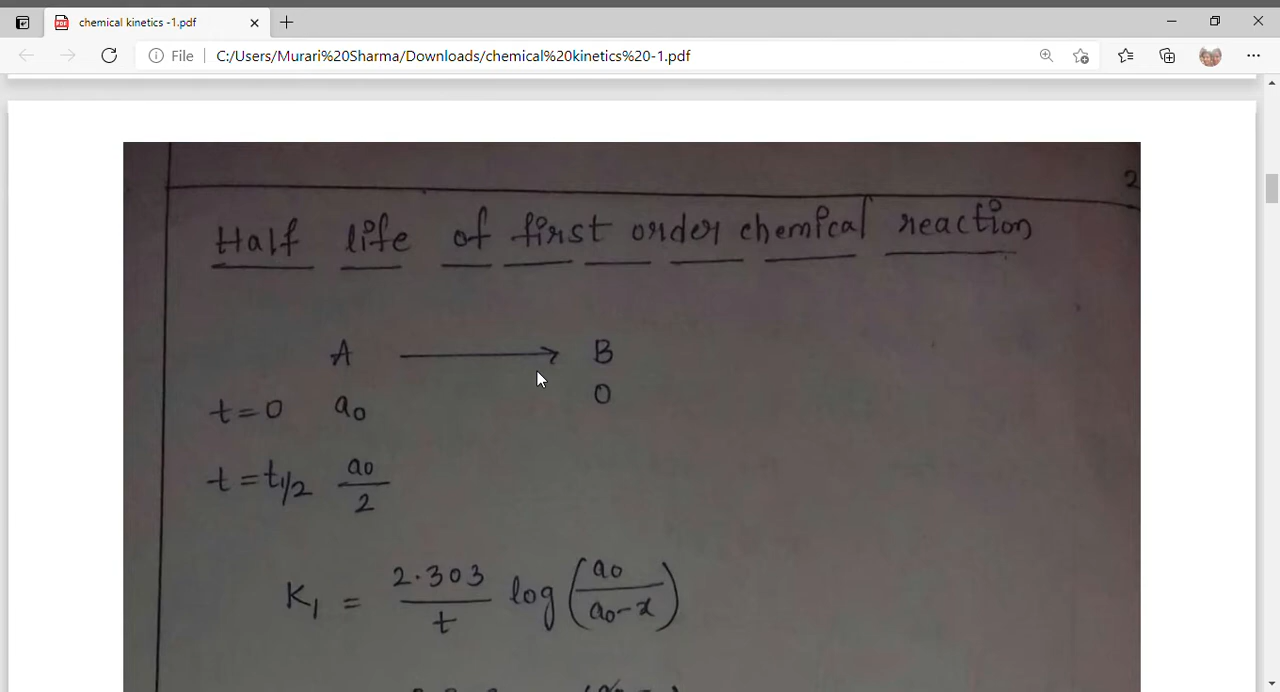 chemical kinetics -1.pdf
File C:/Users/Murari%20Sharma/Downloads/chemical%20kinetics%20-1.pdf
2
Half life of first order chemical reaction
A → B
t=0 a₀ 0
t = t1/2 a₀/2
K₁ = 2.303/t log (a₀/(a₀-x))